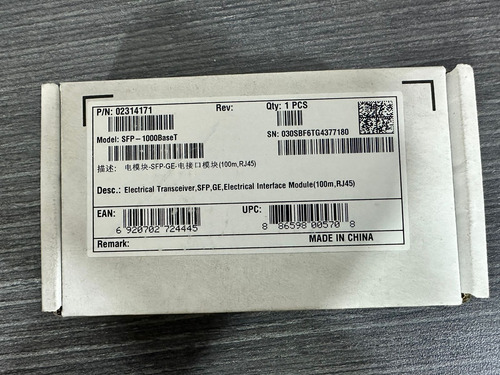 P/N: 02314171 Rev: Qty: 1 PCS
Model: SFP-1000BaseT SN: 030SBF6TG4377180
描述: 电模块-SFP-GE-电接口模块(100m,RJ45)
Desc.: Electrical Transceiver,SFP,GE,Electrical Interface Module(100m,RJ45)
EAN: 6 920702 724445 UPC: 8 86598 00570 8
Remark: MADE IN CHINA